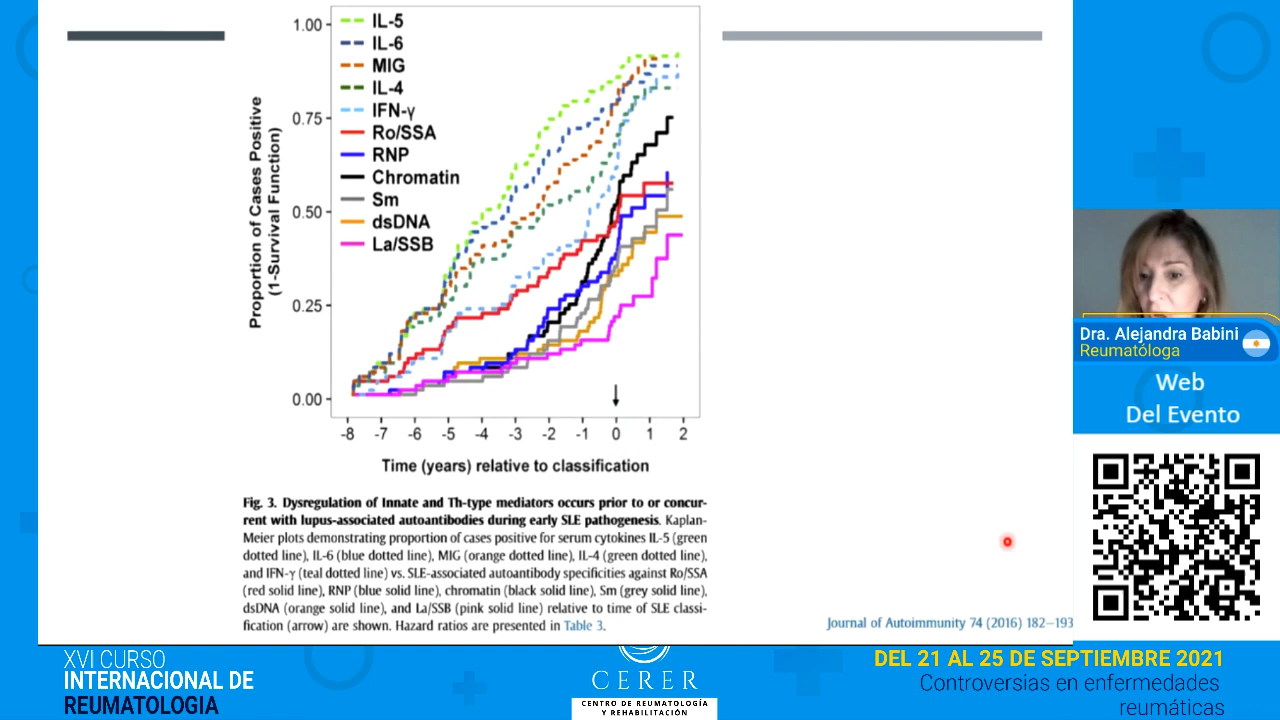 1.00
0.75
0.50
0.25
0.00
Proportion of Cases Positive
(1-Survival Function)
IL-5
IL-6
MIG
IL-4
IFN-γ
Ro/SSA
RNP
Chromatin
Sm
dsDNA
La/SSB
-8 -7 -6 -5 -4 -3 -2 -1 0 1 2
Time (years) relative to classification
Fig. 3. Dysregulation of Innate and Th-type mediators occurs prior to or concur-
rent with lupus-associated autoantibodies during early SLE pathogenesis. Kaplan-
Meier plots demonstrating proportion of cases positive for serum cytokines IL-5 (green
dotted line), IL-6 (blue dotted line), MIG (orange dotted line), IL-4 (green dotted line),
and IFN-γ (teal dotted line) vs. SLE-associated autoantibody specificities against Ro/SSA
(red solid line), RNP (blue solid line), chromatin (black solid line), Sm (grey solid line),
dsDNA (orange solid line), and La/SSB (pink solid line) relative to time of SLE classi-
fication (arrow) are shown. Hazard ratios are presented in Table 3.
Journal of Autoimmunity 74 (2016) 182–193
Dra. Alejandra Babini
Reumatóloga
Web
Del Evento
XVI CURSO
INTERNACIONAL DE
REUMATOLOGIA
CERER
CENTRO DE REUMATOLOGÍA
Y REHABILITACIÓN
DEL 21 AL 25 DE SEPTIEMBRE 2021
Controversias en enfermedades
reumáticas